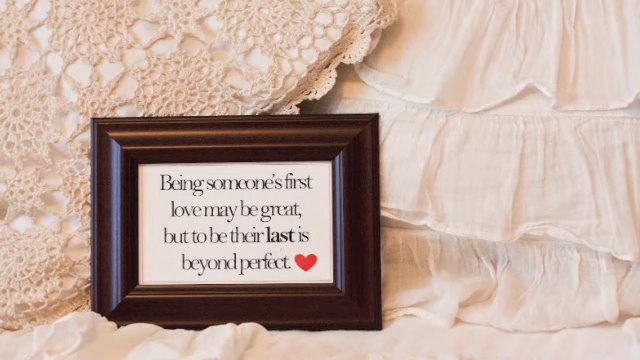 Being someone's first
love may be great,
but to be their last is
beyond perfect.